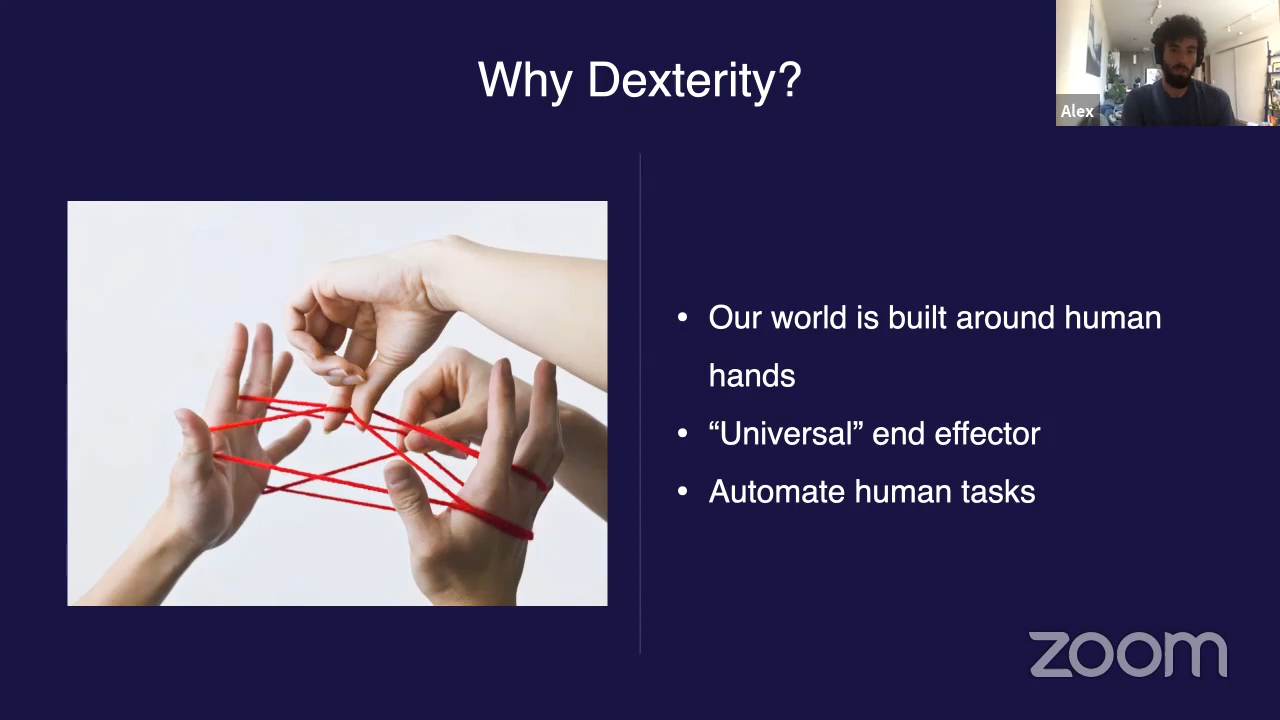 Why Dexterity?
Alex
• Our world is built around human
hands
• “Universal” end effector
• Automate human tasks
zoom